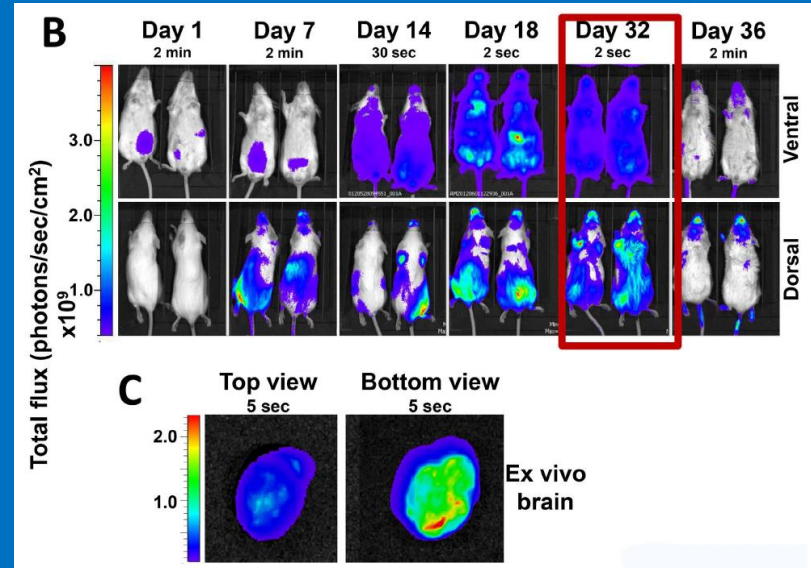 B
Day 1
2 min
Day 7
2 min
Day 14
30 sec
Day 18
2 sec
Day 32
2 sec
Day 36
2 min
Total flux (photons/sec/cm²)
x10⁹
3.0
2.0
1.0
Ventral
Dorsal
C
Top view
5 sec
Bottom view
5 sec
2.0
1.0
Ex vivo
brain